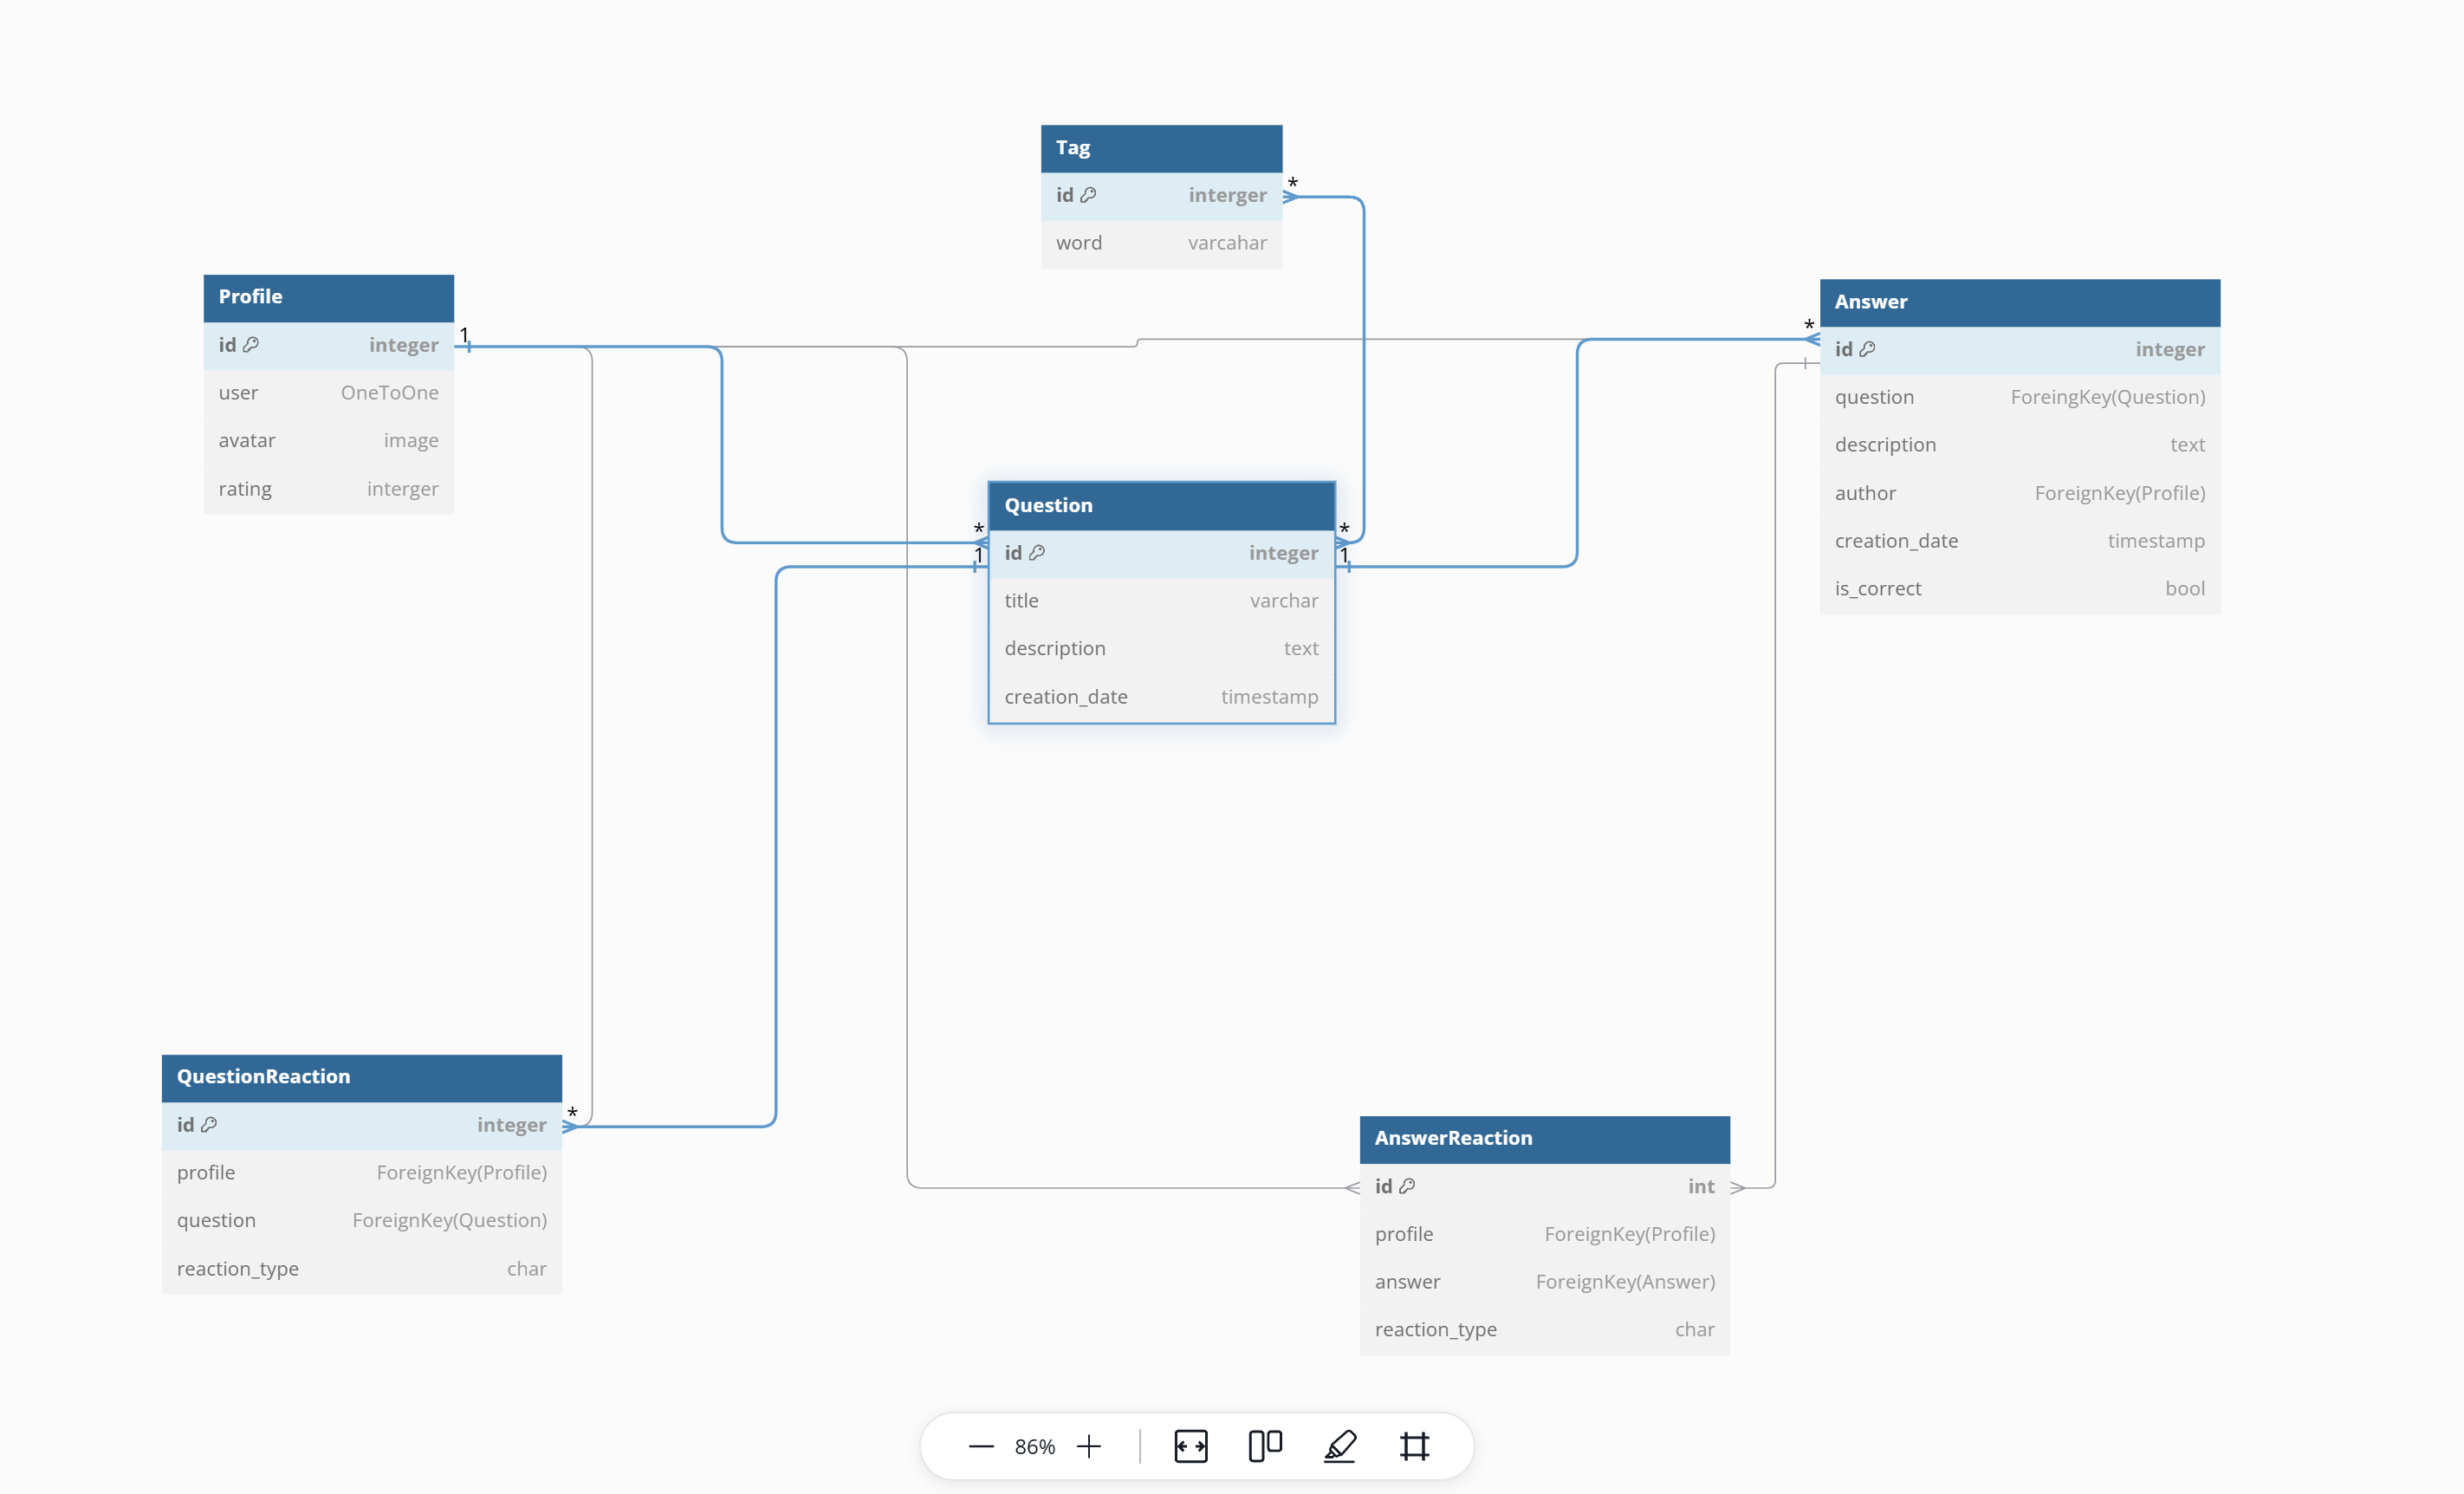 Tag
id interger
word varcahar
*
Profile
id integer
user OneToOne
avatar image
rating interger
1
Answer
id integer
question ForeingKey(Question)
description text
author ForeignKey(Profile)
creation_date timestamp
is_correct bool
*
Question
id integer
title varchar
description text
creation_date timestamp
* *
1 1
QuestionReaction
id integer
profile ForeignKey(Profile)
question ForeignKey(Question)
reaction_type char
*
AnswerReaction
id int
profile ForeignKey(Profile)
answer ForeignKey(Answer)
reaction_type char
86%